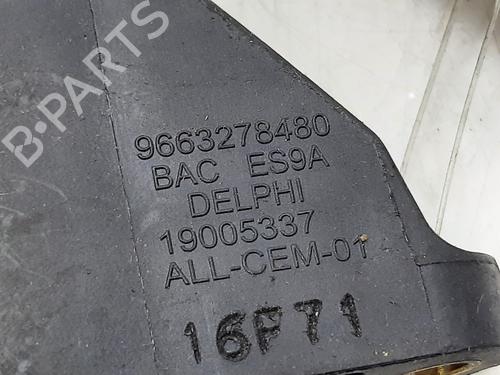 B-PARTS
9663278480
BAC ES9A
DELPHI
19005337
ALL-CEM-01
16F71